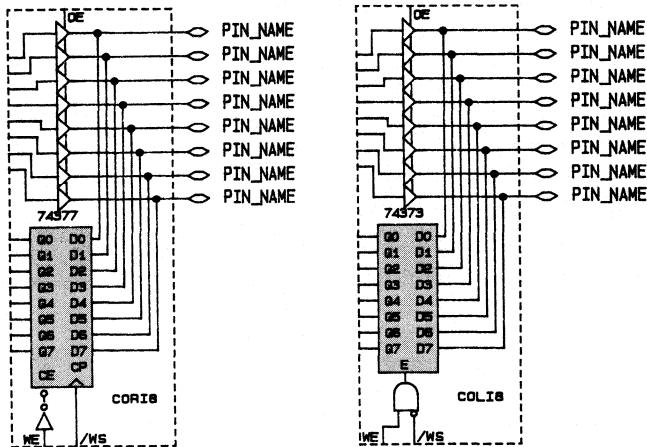 OE
PIN_NAME
PIN_NAME
PIN_NAME
PIN_NAME
PIN_NAME
PIN_NAME
PIN_NAME
PIN_NAME
74377
Q0 D0
Q1 D1
Q2 D2
Q3 D3
Q4 D4
Q5 D5
Q6 D6
Q7 D7
CE CP
CORI8
WE /WS
OE
PIN_NAME
PIN_NAME
PIN_NAME
PIN_NAME
PIN_NAME
PIN_NAME
PIN_NAME
PIN_NAME
74373
Q0 D0
Q1 D1
Q2 D2
Q3 D3
Q4 D4
Q5 D5
Q6 D6
Q7 D7
E
COLI8
WE /WS